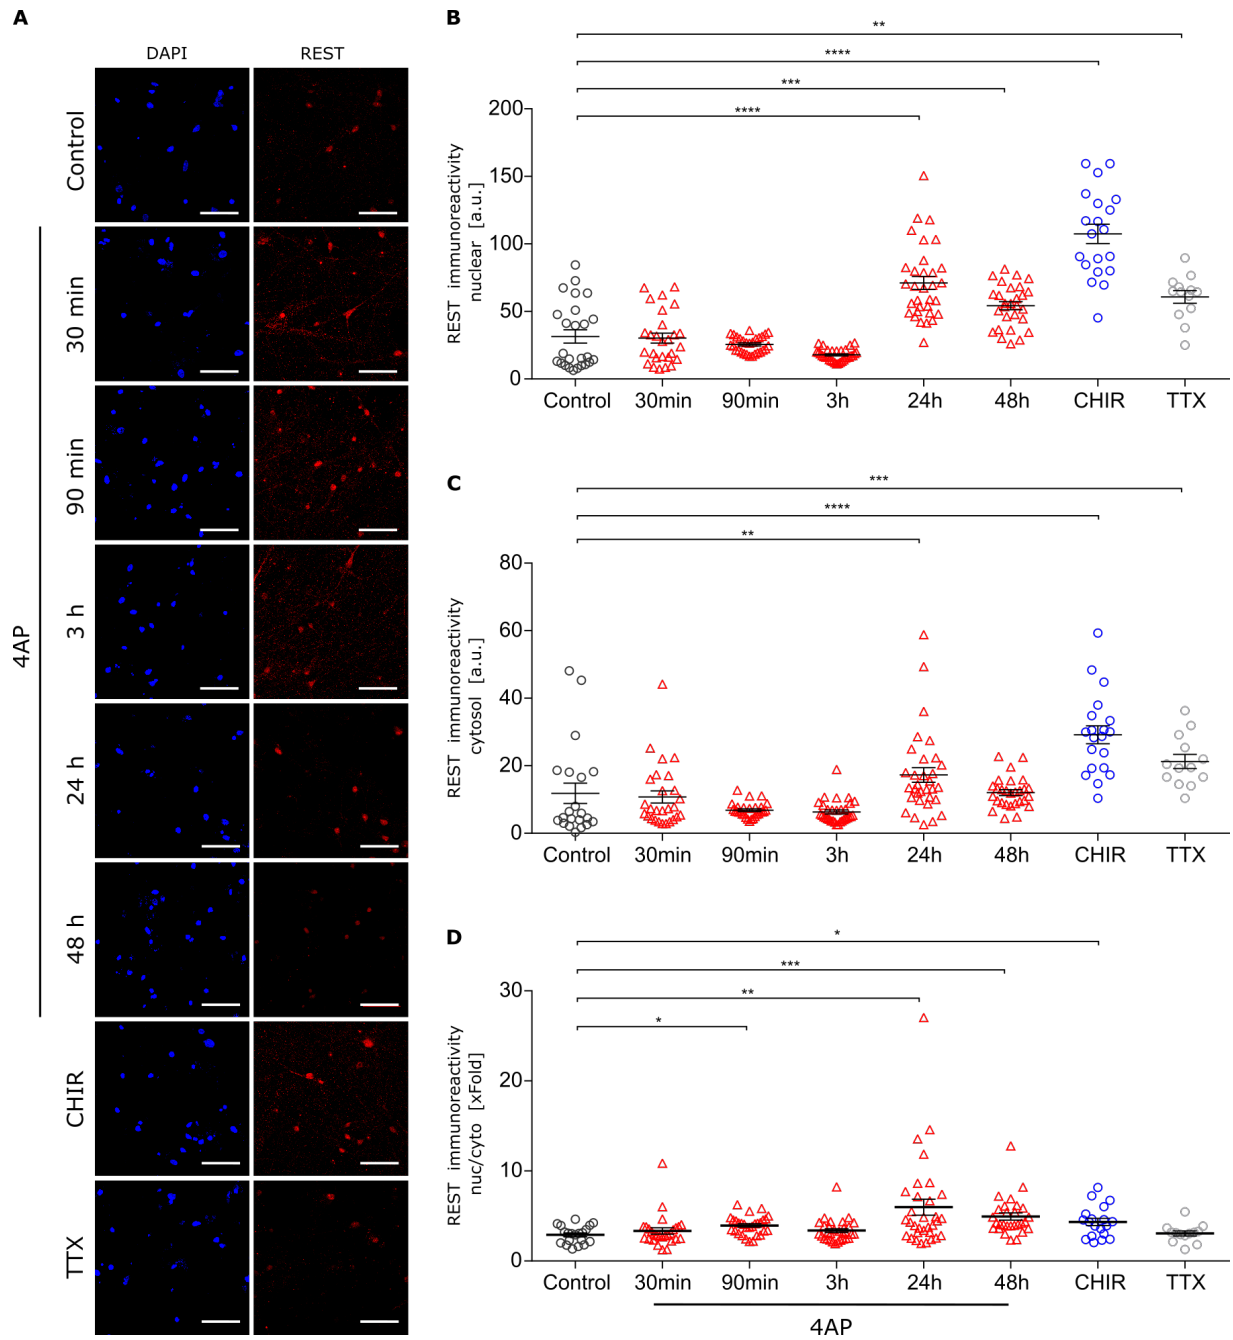 A
DAPI
REST
Control
30 min
90 min
3 h
24 h
48 h
4AP
CHIR
TTX
B
**
****
***
****
REST immunoreactivity
nuclear [a.u.]
200
150
100
50
0
Control 30min 90min 3h 24h 48h CHIR TTX
C
***
****
**
REST immunoreactivity
cytosol [a.u.]
80
60
40
20
0
Control 30min 90min 3h 24h 48h CHIR TTX
D
*
***
**
*
REST immunoreactivity
nuc/cyto [xFold]
30
20
10
0
Control 30min 90min 3h 24h 48h CHIR TTX
4AP